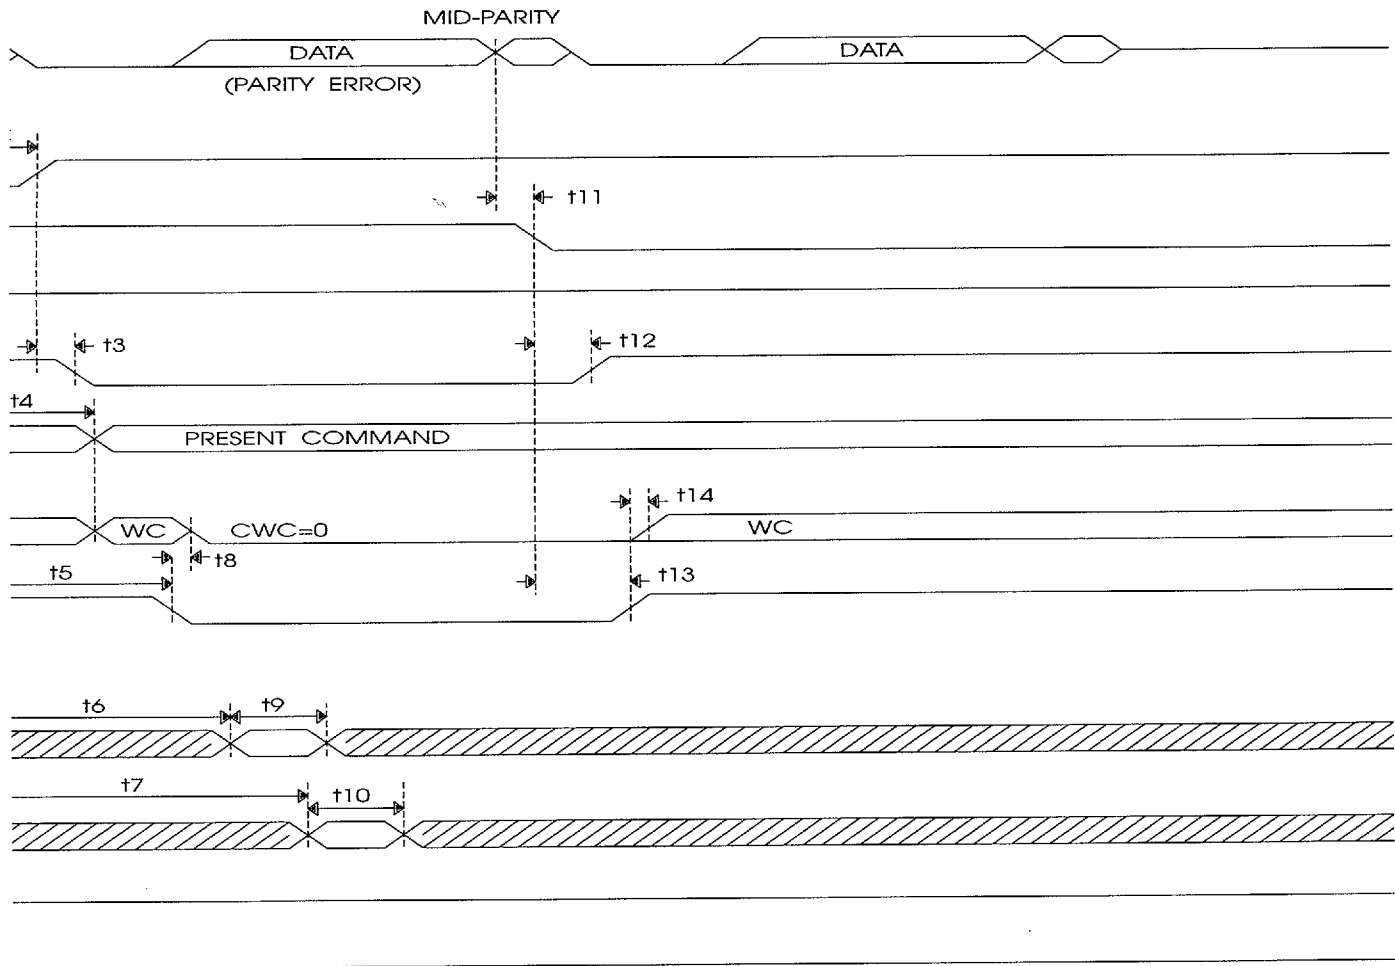 MID-PARITY
DATA
DATA
(PARITY ERROR)
t11
t3
t12
t4
PRESENT COMMAND
t14
WC
CWC=0
WC
t8
t5
t13
t6
t9
t7
t10